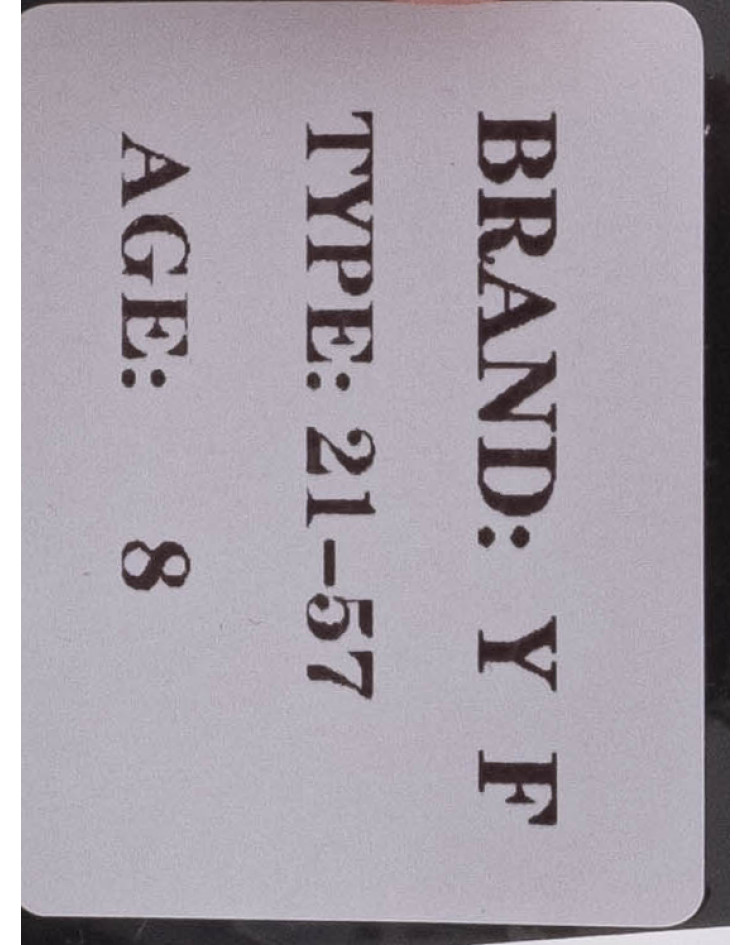 BRAND: Y F
TYPE: 21-57
AGE: 8